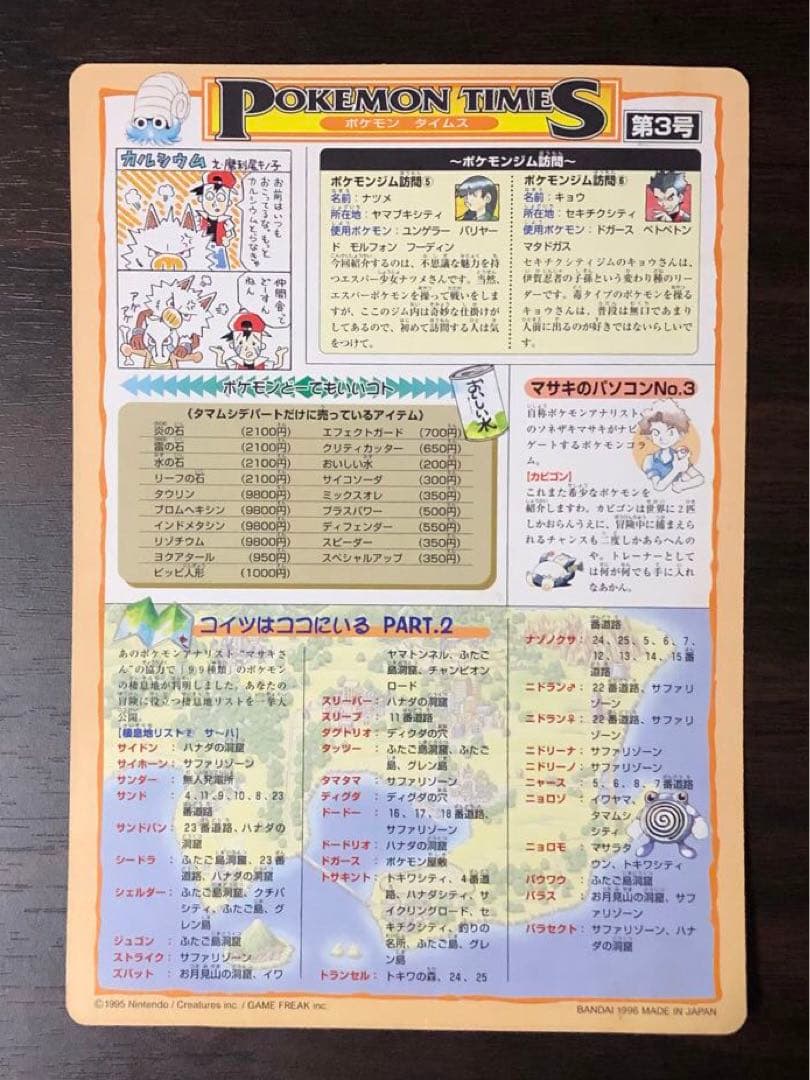 POKEMON TIMES
ポケモン タイムス
第3号
カルシウム
え・摩利尾キノ子
お前はいつも
おこってるな。もっと
カルシウムとらなきゃ
仲間食って
どーすん
ねん
～ポケモンジム訪問～
ポケモンジム訪問⑤
名前：ナツメ
所在地：ヤマブキシティ
使用ポケモン：ユンゲラー バリヤー
ド モルフォン フーディン
今回紹介するのは、不思議な魅力を持
つエスパー少女ナツメさんです。当然、
エスパーポケモンを操って戦いをしま
すが、ここのジム内は奇妙な仕掛けが
してあるので、初めて訪問する人は気
をつけて。
ポケモンジム訪問⑥
名前：キョウ
所在地：セキチクシティ
使用ポケモン：ドガース ベトベトン
マタドガス
セキチクシティジムのキョウさんは、
伊賀忍者の子孫という変わり種のリー
ダーです。毒タイプのポケモンを操る
キョウさんは、普段は無口であまり
人前に出るのが好きではないらしいで
す。
ポケモンどーでもいいコト
おいしい水
《タマムシデパートだけに売っているアイテム》
炎の石 (2100円)
雷の石 (2100円)
水の石 (2100円)
リーフの石 (2100円)
タウリン (9800円)
ブロムヘキシン (9800円)
インドメタシン (9800円)
リゾチウム (9800円)
ヨクアタール (950円)
ピッピ人形 (1000円)
エフェクトガード (700円)
クリティカッター (650円)
おいしい水 (200円)
サイコソーダ (300円)
ミックスオレ (350円)
プラスパワー (500円)
ディフェンダー (550円)
スピーダー (350円)
スペシャルアップ (350円)
マサキのパソコンNo.3
自称ポケモンアナリスト
のソネザキマサキがナビ
ゲートするポケモンコラ
ム。
[カビゴン]
これまた希少なポケモンを
紹介しますわ。カビゴンは世界に2匹
しかおらんうえに、冒険中に捕まえら
れるチャンスも二度しかあらへんの
や。トレーナーとして
は何が何でも手に入れ
なあかん。
コイツはココにいる PART.2
あのポケモンアナリスト“マサキさ
ん”の協力で「99種類」のポケモン
の棲息地が判明しました。あなたの
冒険に役立つ棲息地リストを一挙大
公開。
[棲息地リスト② サ〜ハ]
サイドン：ハナダの洞窟
サイホーン：サファリゾーン
サンダー：無人発電所
サンド：4、11、9、10、8、23
番道路
サンドパン：23番道路、ハナダの
洞窟
シードラ：ふたご島洞窟、23番
道路、ハナダの洞窟
シェルダー：ふたご島洞窟、クチバ
シティ、ふたご島、グ
レン島
ジュゴン：ふたご島洞窟
ストライク：サファリゾーン
ズバット：お月見山の洞窟、イワ
ヤマトンネル、ふたご
島洞窟、チャンピオン
ロード
スリーパー：ハナダの洞窟
スリープ：11番道路
ダグトリオ：ディグダの穴
タッツー：ふたご島洞窟、ふたご
島、グレン島
タマタマ：サファリゾーン
ディグダ：ディグダの穴
ドードー：16、17、18番道路、
サファリゾーン
ドードリオ：ハナダの洞窟
ドガース：ポケモン屋敷
トサキント：トキワシティ、4番道
路、ハナダシティ、サ
イクリングロード、セ
キチクシティ、釣りの
名所、ふたご島、グレ
ン島
トランセル：トキワの森、24、25
番道路
ナゾノクサ：24、25、5、6、7、
12、13、14、15番
道路
ニドラン♂：22番道路、サファリ
ゾーン
ニドラン♀：22番道路、サファリ
ゾーン
ニドリーナ：サファリゾーン
ニドリーノ：サファリゾーン
ニャース：5、6、8、7番道路
ニョロゾ：イワヤマ、
タマムシ
シティ
ニョロモ：マサラタ
ウン、トキワシティ
パウワウ：ふたご島洞窟
パラス：お月見山の洞窟、サフ
ァリゾーン
パラセクト：サファリゾーン、ハナ
ダの洞窟
©1995 Nintendo / Creatures inc. / GAME FREAK inc.
BANDAI 1996 MADE IN JAPAN